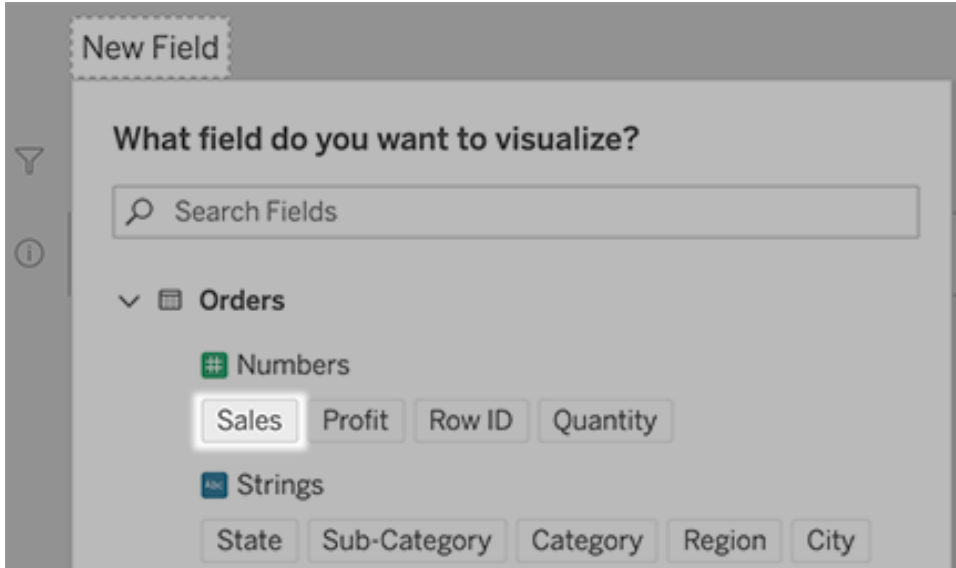 New Field
What field do you want to visualize?
Search Fields
Orders
# Numbers
Sales Profit Row ID Quantity
Abc Strings
State Sub-Category Category Region City